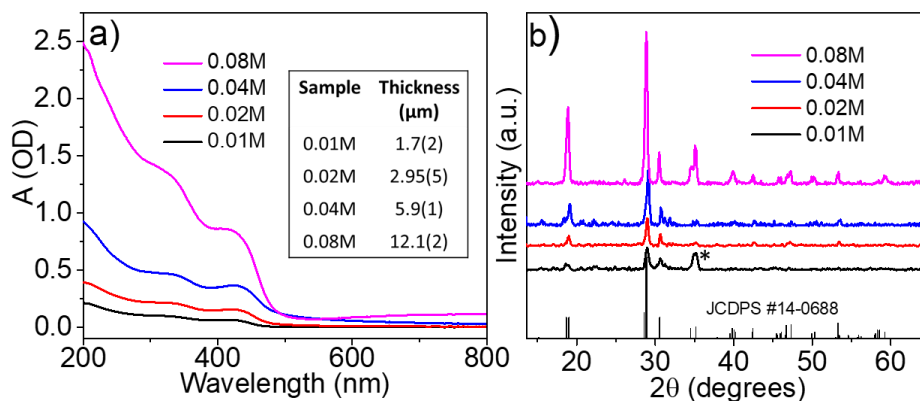 a)
0.08M
0.04M
0.02M
0.01M
Sample Thickness (μm)
0.01M 1.7(2)
0.02M 2.95(5)
0.04M 5.9(1)
0.08M 12.1(2)
A (OD)
2.5
2.0
1.5
1.0
0.5
0.0
200 400 600 800
Wavelength (nm)
b)
0.08M
0.04M
0.02M
0.01M
Intensity (a.u.)
*
JCDPS #14-0688
20 30 40 50 60
2θ (degrees)